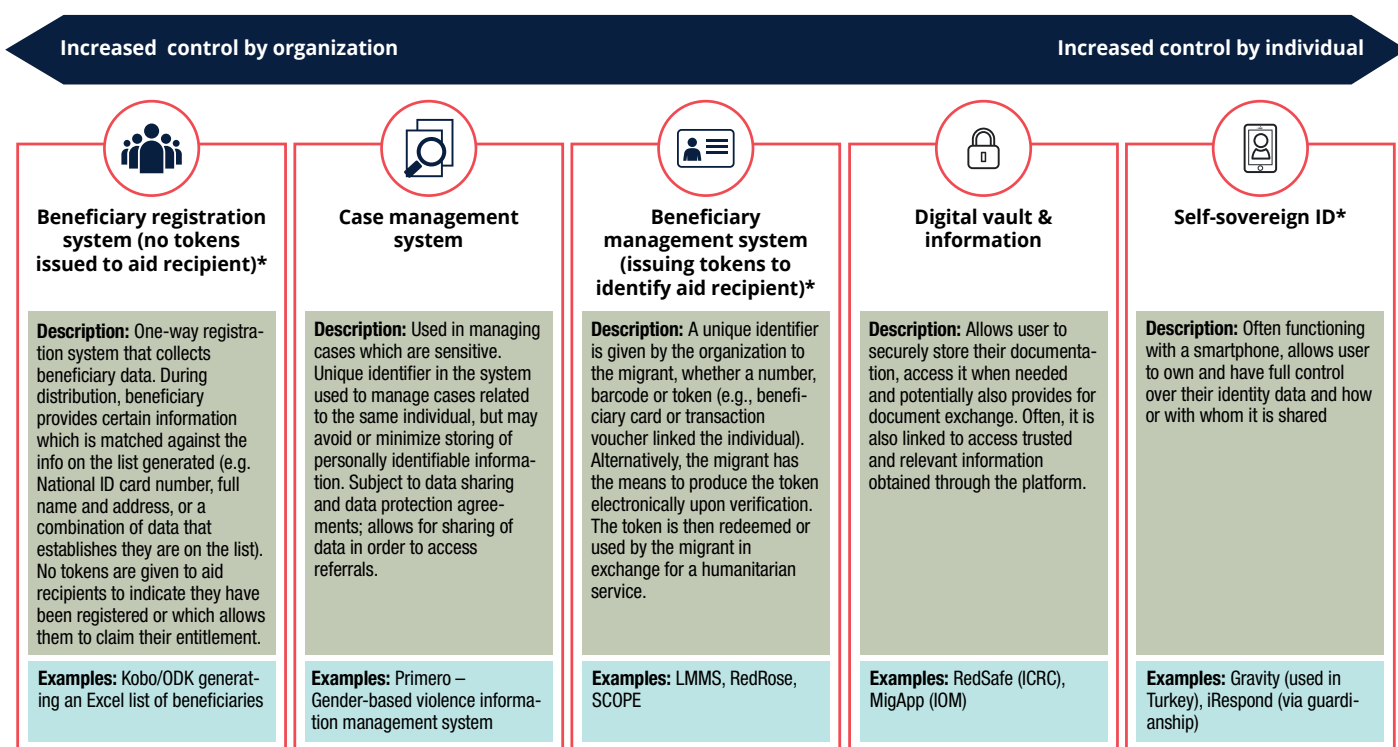 Increased  control by organization
Increased control by individual
Beneficiary registration
system (no tokens
issued to aid recipient)*
Description: One-way registra-
tion system that collects
beneficiary data. During
distribution, beneficiary
provides certain information
which is matched against the
info on the list generated (e.g.
National ID card number, full
name and address, or a
combination of data that
establishes they are on the list).
No tokens are given to aid
recipients to indicate they have
been registered or which allows
them to claim their entitlement.
Examples: Kobo/ODK generat-
ing an Excel list of beneficiaries
Case management
system
Description: Used in managing
cases which are sensitive.
Unique identifier in the system
used to manage cases related
to the same individual, but may
avoid or minimize storing of
personally identifiable informa-
tion. Subject to data sharing
and data protection agree-
ments; allows for sharing of
data in order to access
referrals.
Examples: Primero –
Gender-based violence informa-
tion management system
Beneficiary
management system
(issuing tokens to
identify aid recipient)*
Description: A unique identifier
is given by the organization to
the migrant, whether a number,
barcode or token (e.g., benefi-
ciary card or transaction
voucher linked the individual).
Alternatively, the migrant has
the means to produce the token
electronically upon verification.
The token is then redeemed or
used by the migrant in
exchange for a humanitarian
service.
Examples: LMMS, RedRose,
SCOPE
Digital vault &
information
Description: Allows user to
securely store their documenta-
tion, access it when needed
and potentially also provides for
document exchange. Often, it is
also linked to access trusted
and relevant information
obtained through the platform.
Examples: RedSafe (ICRC),
MigApp (IOM)
Self-sovereign ID*
Description: Often functioning
with a smartphone, allows user
to own and have full control
over their identity data and how
or with whom it is shared
Examples: Gravity (used in
Turkey), iRespond (via guardi-
anship)